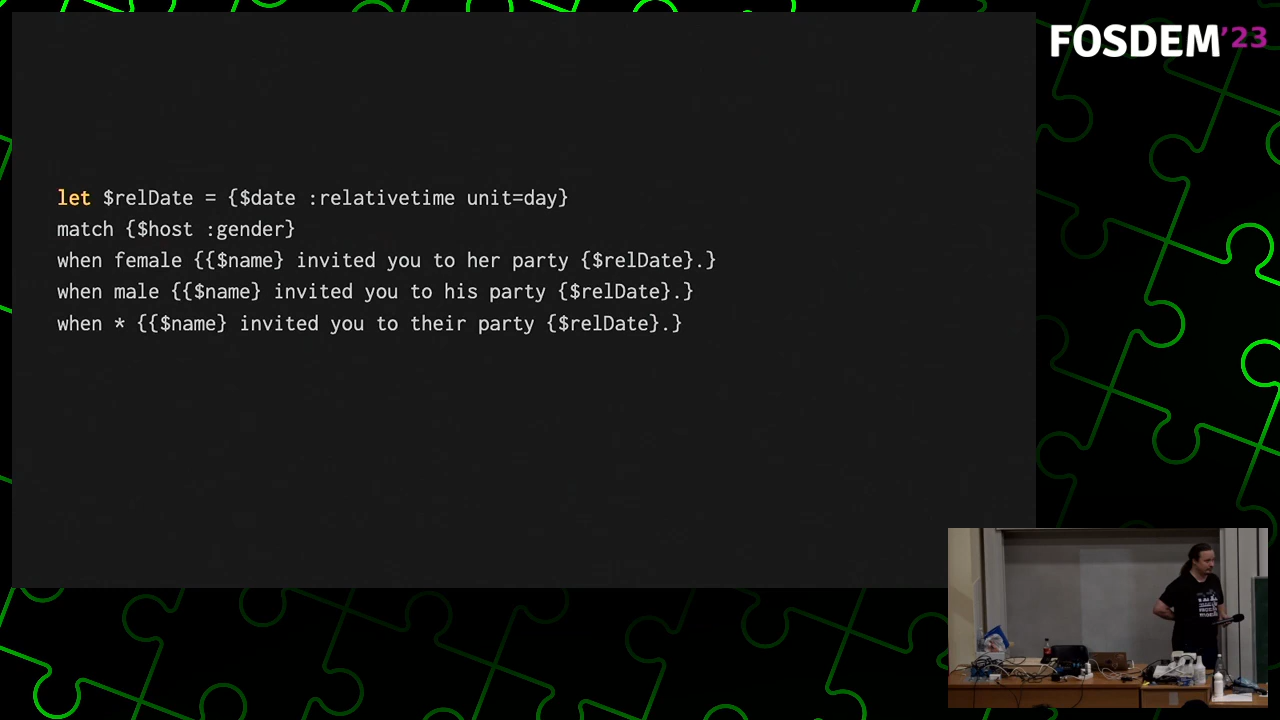 FOSDEM'23
let $relDate = {$date :relativetime unit=day}
match {$host :gender}
when female {{$name} invited you to her party {$relDate}.}
when male {{$name} invited you to his party {$relDate}.}
when * {{$name} invited you to their party {$relDate}.}